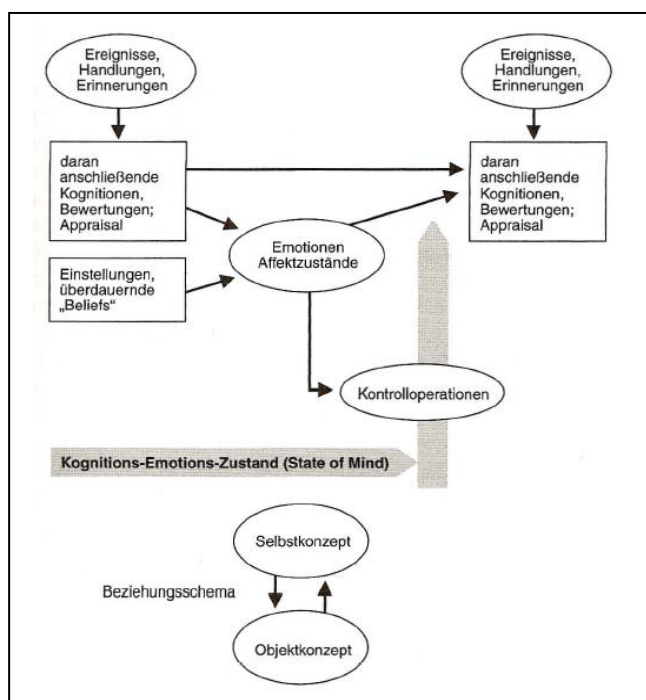 Ereignisse,
Handlungen,
Erinnerungen
Ereignisse,
Handlungen,
Erinnerungen
daran
anschließende
Kognitionen,
Bewertungen;
Appraisal
daran
anschließende
Kognitionen,
Bewertungen;
Appraisal
Emotionen
Affektzustände
Einstellungen,
überdauernde
„Beliefs“
Kontrolloperationen
Kognitions-Emotions-Zustand (State of Mind)
Selbstkonzept
Beziehungsschema
Objektkonzept